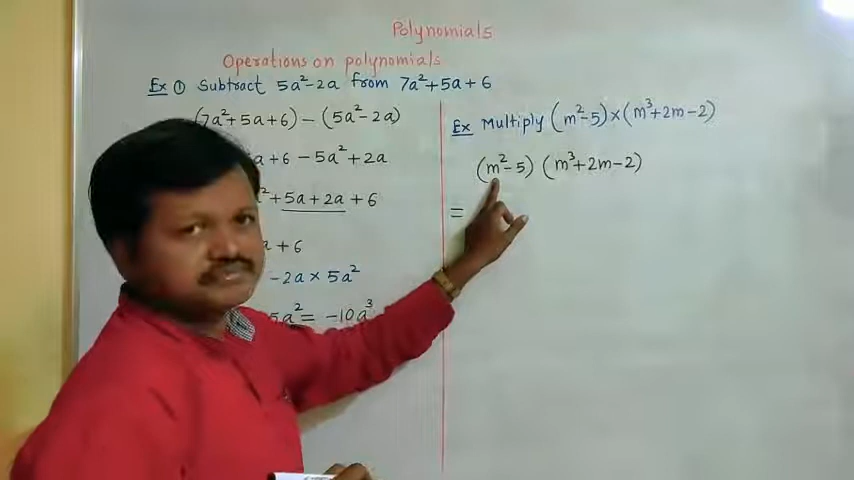 Polynomials
Operations on polynomials
Ex ① Subtract 5a²-2a from 7a²+5a+6
(7a²+5a+6) - (5a²-2a)
a + 6 - 5a² + 2a
² + 5a + 2a + 6
a + 6
-2a × 5a²
5a² = -10a³
Ex Multiply (m²-5)×(m³+2m-2)
(m²-5) (m³+2m-2)
=